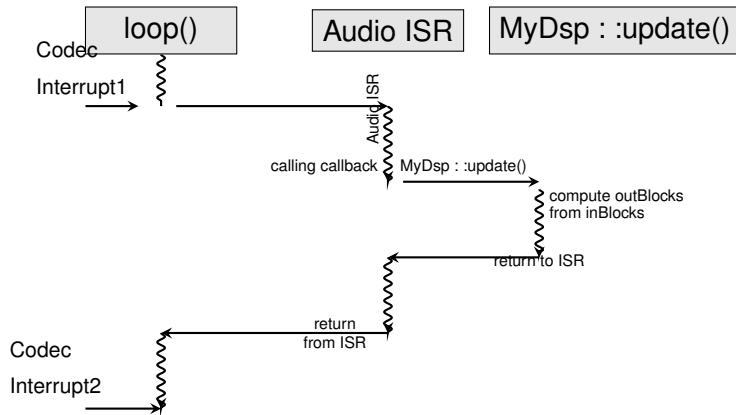 loop()
Audio ISR
MyDsp : :update()
Codec
Interrupt1
Audio ISR
calling callback
MyDsp : :update()
compute outBlocks
from inBlocks
return to ISR
return
from ISR
Codec
Interrupt2